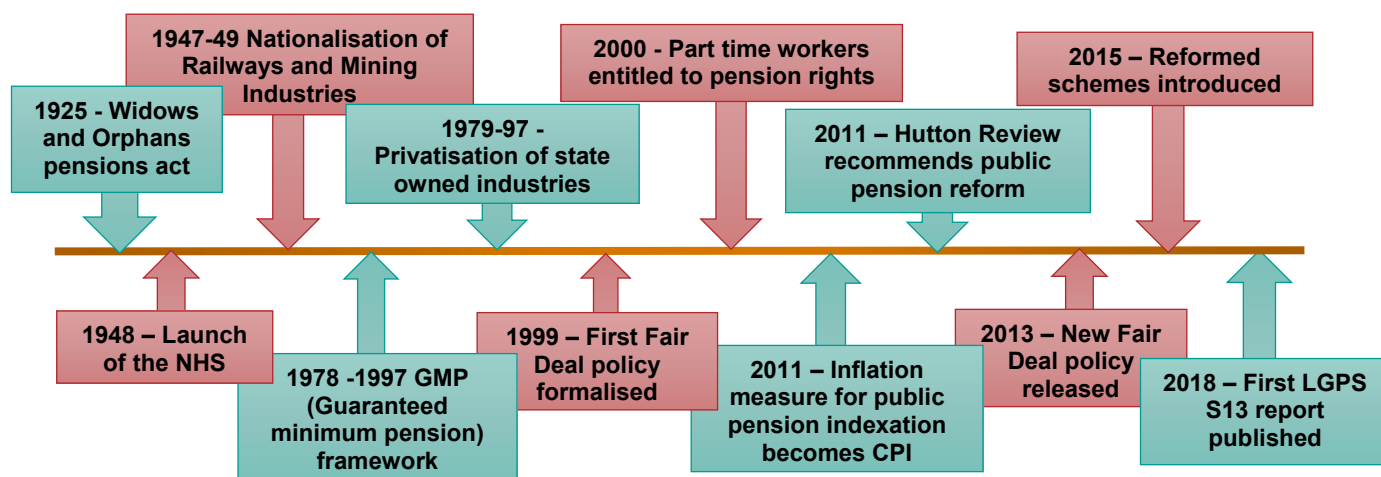 1925 - Widows
and Orphans
pensions act
1948 – Launch
of the NHS
1947-49 Nationalisation of
Railways and Mining
Industries
1978 -1997 GMP
(Guaranteed
minimum pension)
framework
1979-97 -
Privatisation of state
owned industries
1999 – First Fair
Deal policy
formalised
2000 - Part time workers
entitled to pension rights
2011 – Inflation
measure for public
pension indexation
becomes CPI
2011 – Hutton Review
recommends public
pension reform
2013 – New Fair
Deal policy
released
2015 – Reformed
schemes introduced
2018 – First LGPS
S13 report
published